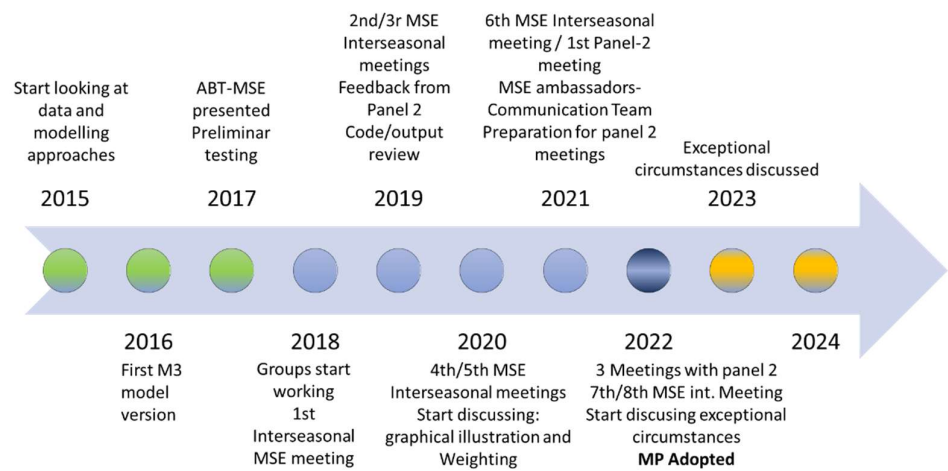 Start looking at
data and
modelling
approaches
2015
ABT-MSE
presented
Preliminar
testing
2017
2nd/3r MSE
Interseasonal
meetings
Feedback from
Panel 2
Code/output
review
2019
6th MSE Interseasonal
meeting / 1st Panel-2
meeting
MSE ambassadors-
Communication Team
Preparation for panel 2
meetings
2021
Exceptional
circumstances discussed
2023
2016
First M3
model
version
2018
Groups start
working
1st
Interseasonal
MSE meeting
2020
4th/5th MSE
Interseasonal meetings
Start discussing:
graphical illustration and
Weighting
2022
3 Meetings with panel 2
7th/8th MSE int. Meeting
Start discusing exceptional
circumstances
MP Adopted
2024